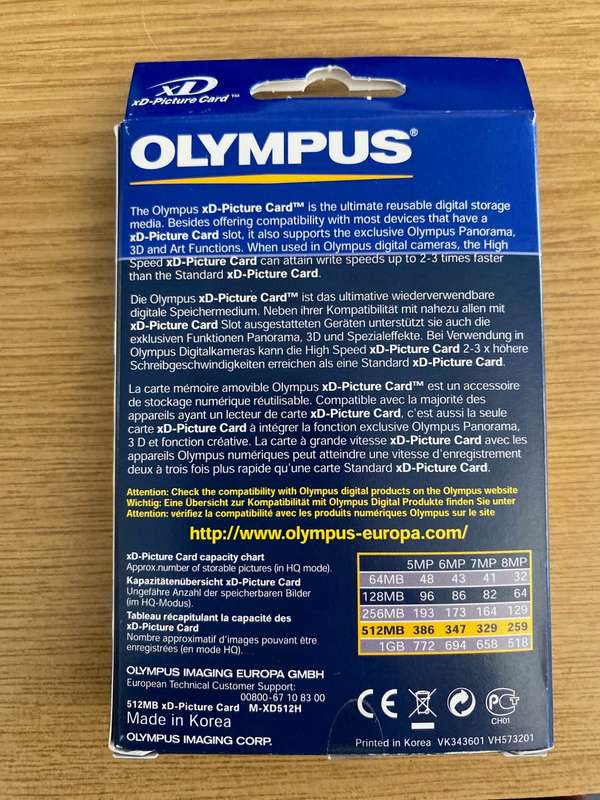 xD
xD-Picture Card™
OLYMPUS®
The Olympus xD-Picture Card™ is the ultimate reusable digital storage
media. Besides offering compatibility with most devices that have a
xD-Picture Card slot, it also supports the exclusive Olympus Panorama,
3D and Art Functions. When used in Olympus digital cameras, the High
Speed xD-Picture Card can attain write speeds up to 2-3 times faster
than the Standard xD-Picture Card.
Die Olympus xD-Picture Card™ ist das ultimative wiederverwendbare
digitale Speichermedium. Neben ihrer Kompatibilität mit nahezu allen mit
xD-Picture Card Slot ausgestatteten Geräten unterstützt sie auch die
exklusiven Funktionen Panorama, 3D und Spezialeffekte. Bei Verwendung in
Olympus Digitalkameras kann die High Speed xD-Picture Card 2-3 x höhere
Schreibgeschwindigkeiten erreichen als eine Standard xD-Picture Card.
La carte mémoire amovible Olympus xD-Picture Card™ est un accessoire
de stockage numérique réutilisable. Compatible avec la majorité des
appareils ayant un lecteur de carte xD-Picture Card, c'est aussi la seule
carte xD-Picture Card à intégrer la fonction exclusive Olympus Panorama,
3 D et fonction créative. La carte à grande vitesse xD-Picture Card avec les
appareils Olympus numériques peut atteindre une vitesse d'enregistrement
deux à trois fois plus rapide qu'une carte Standard xD-Picture Card.
Attention: Check the compatibility with Olympus digital products on the Olympus website
Wichtig: Eine Übersicht zur Kompatibilität mit Olympus Digital Produkte finden Sie unter
Attention: vérifiez la compatibilité avec les produits numériques Olympus sur le site
http://www.olympus-europa.com/
xD-Picture Card capacity chart
Approx.number of storable pictures (in HQ mode).
Kapazitätenübersicht xD-Picture Card
Ungefähre Anzahl der speicherbaren Bilder
(im HQ-Modus).
Tableau récapitulant la capacité des
xD-Picture Card
Nombre approximatif d'images pouvant être
enregistrées (en mode HQ).
5MP 6MP 7MP 8MP
64MB 48 43 41 32
128MB 96 86 82 64
256MB 193 173 164 129
512MB 386 347 329 259
1GB 772 694 658 518
OLYMPUS IMAGING EUROPA GMBH
European Technical Customer Support:
00800-67 10 83 00
512MB xD-Picture Card M-XD512H
Made in Korea
OLYMPUS IMAGING CORP.
CE
CH01
Printed in Korea VK343601 VH573201